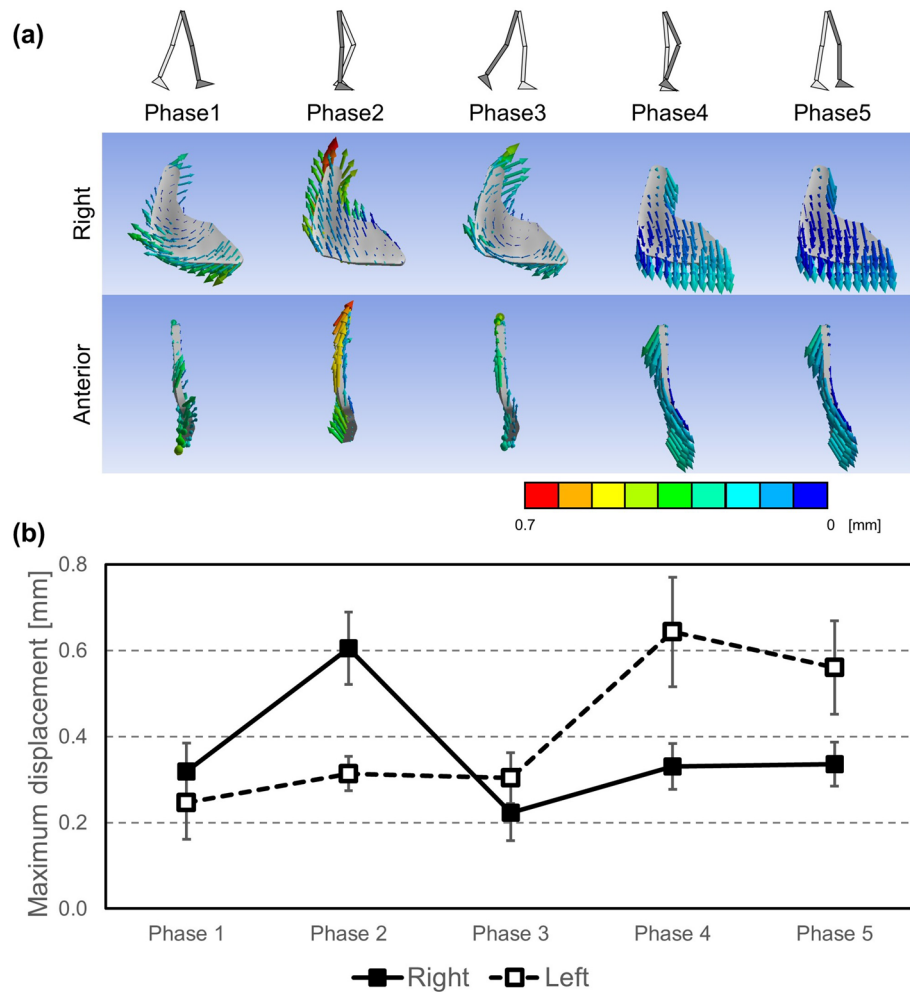 (a)
Phase1 Phase2 Phase3 Phase4 Phase5
Right
Anterior
0.7 0 [mm]
(b)
Maximum displacement [mm]
0.8
0.6
0.4
0.2
0.0
Phase 1 Phase 2 Phase 3 Phase 4 Phase 5
Right Left